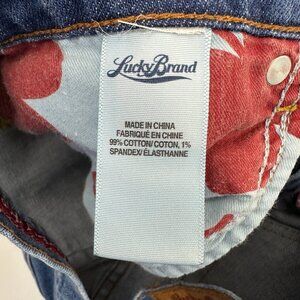 Lucky Brand
MADE IN CHINA
FABRIQUÉ EN CHINE
99% COTTON/COTON, 1%
SPANDEX/ÉLASTHANNE